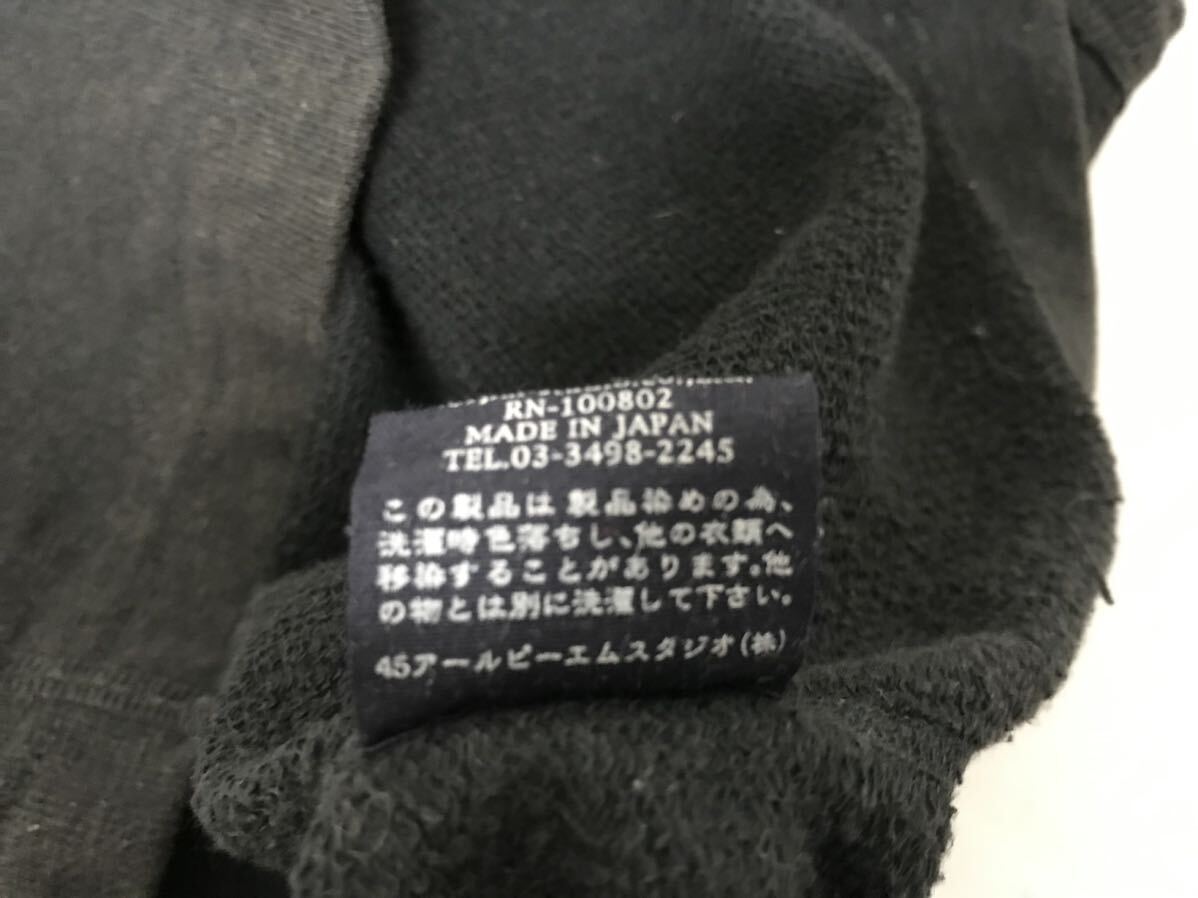 RN-100802
MADE IN JAPAN
TEL.03-3498-2245
この製品は製品染めの為、
洗濯時色落ちし、他の衣類へ
移染することがあります。他
の物とは別に洗濯して下さい。
45アールピーエムスタジオ(株)